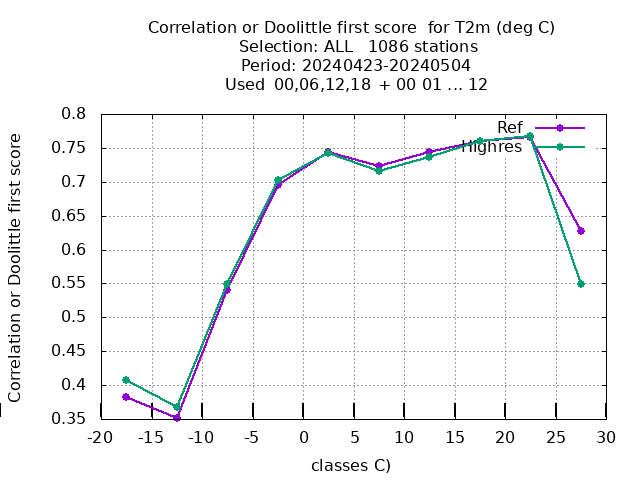 Correlation or Doolittle first score  for T2m (deg C)
Selection: ALL   1086 stations
Period: 20240423-20240504
Used  00,06,12,18 + 00 01 ... 12
Correlation or Doolittle first score
0.8
0.75
0.7
0.65
0.6
0.55
0.5
0.45
0.4
0.35
Ref
Highres
-20 -15 -10 -5 0 5 10 15 20 25 30
classes C)